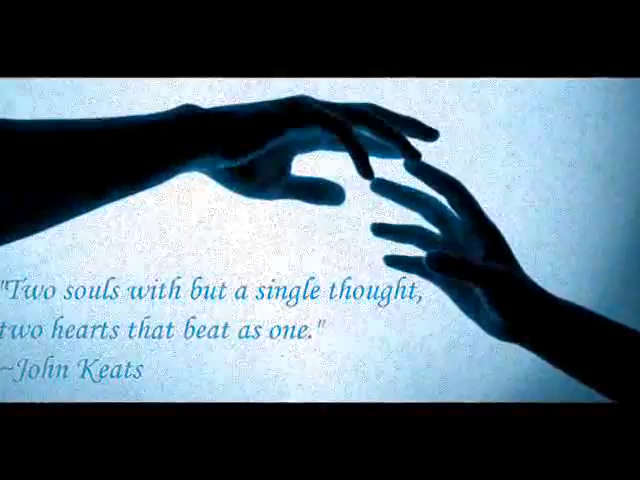 "Two souls with but a single thought,
two hearts that beat as one."
~John Keats